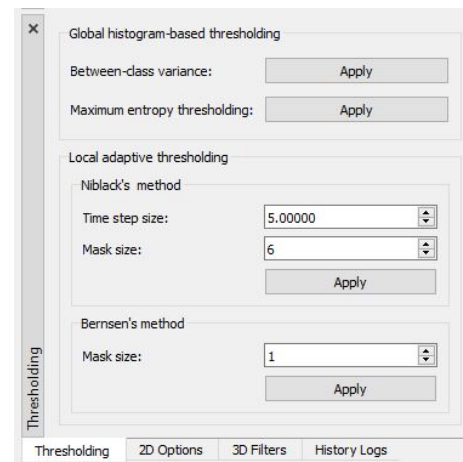 Global histogram-based thresholding
Between-class variance: Apply
Maximum entropy thresholding: Apply
Local adaptive thresholding
Niblack's method
Time step size: 5.00000
Mask size: 6
Apply
Bernsen's method
Mask size: 1
Apply
Thresholding
Thresholding 2D Options 3D Filters History Logs